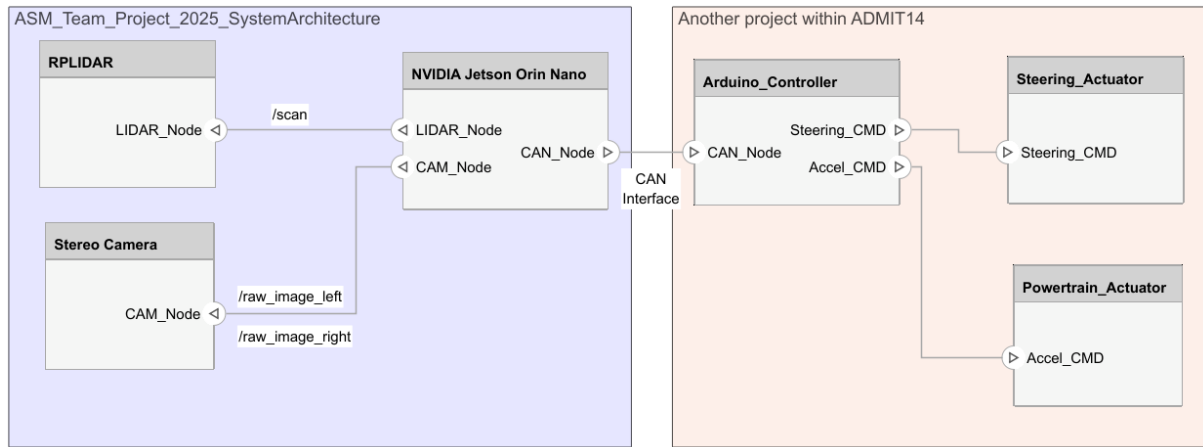 ASM_Team_Project_2025_SystemArchitecture
RPLIDAR
LIDAR_Node
/scan
NVIDIA Jetson Orin Nano
LIDAR_Node
CAM_Node
CAN_Node
Stereo Camera
CAM_Node
/raw_image_left
/raw_image_right
CAN
Interface
Another project within ADMIT14
Arduino_Controller
Steering_CMD
CAN_Node
Accel_CMD
Steering_Actuator
Steering_CMD
Powertrain_Actuator
Accel_CMD